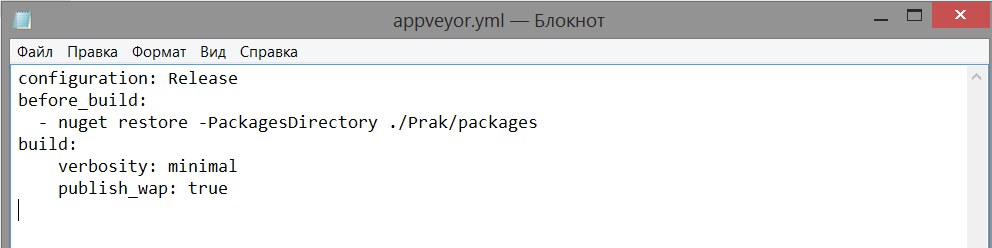 appveyor.yml — Блокнот
Файл Правка Формат Вид Справка
configuration: Release
before_build:
  - nuget restore -PackagesDirectory ./Prak/packages
build:
    verbosity: minimal
    publish_wap: true